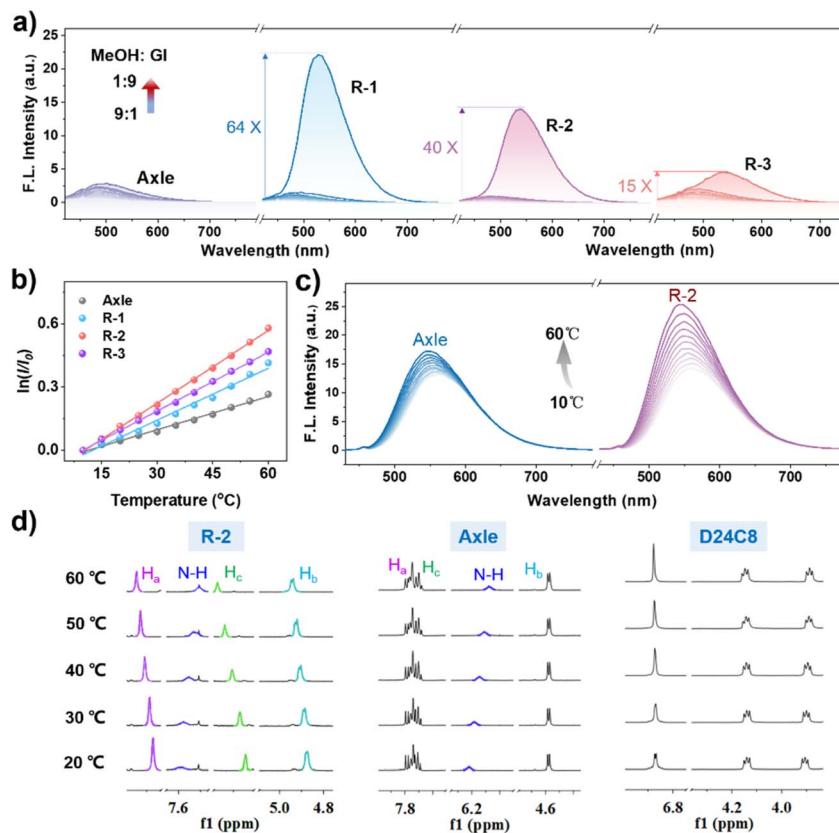 a)
F.L. Intensity (a.u.)
25
20
15
10
5
0
MeOH: GI
1:9
9:1
Axle
64 X
R-1
40 X
R-2
15 X
R-3
500 600 700 500 600 700 500 600 700 500 600 700
Wavelength (nm) Wavelength (nm) Wavelength (nm) Wavelength (nm)
b)
ln(I/I0)
0.6
0.3
0.0
Axle
R-1
R-2
R-3
15 30 45 60
Temperature (°C)
c)
F.L. Intensity (a.u.)
30
25
20
15
10
5
0
Axle
60℃
10℃
R-2
500 600 700 500 600 700
Wavelength (nm)
d)
R-2 Axle D24C8
Ha N-H Hc Hb Ha Hc N-H Hb
60 ℃
50 ℃
40 ℃
30 ℃
20 ℃
7.6 5.0 4.8 7.8 6.2 4.6 6.8 4.2 4.0
f1 (ppm) f1 (ppm) f1 (ppm)